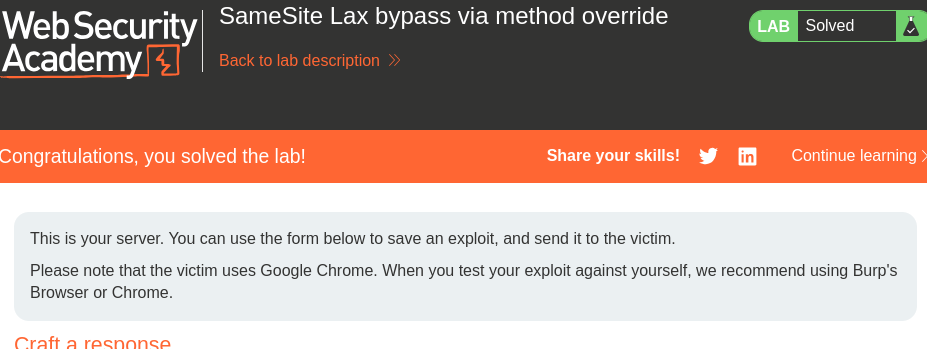 Web Security
Academy
SameSite Lax bypass via method override
Back to lab description
LAB Solved
Congratulations, you solved the lab!
Share your skills!
Continue learning
This is your server. You can use the form below to save an exploit, and send it to the victim.
Please note that the victim uses Google Chrome. When you test your exploit against yourself, we recommend using Burp's
Browser or Chrome.
Craft a response